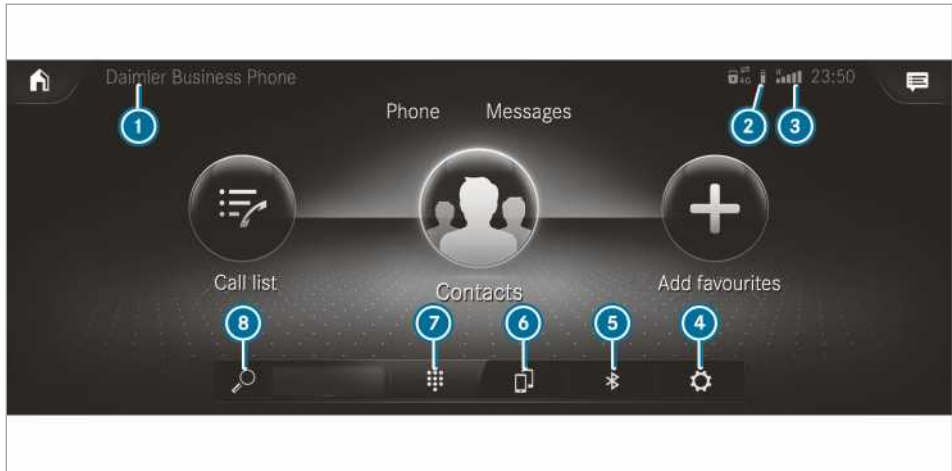 Daimler Business Phone
4G
H
23:50
1
2
3
Phone Messages
Call list
Contacts
Add favourites
8
7
6
5
4